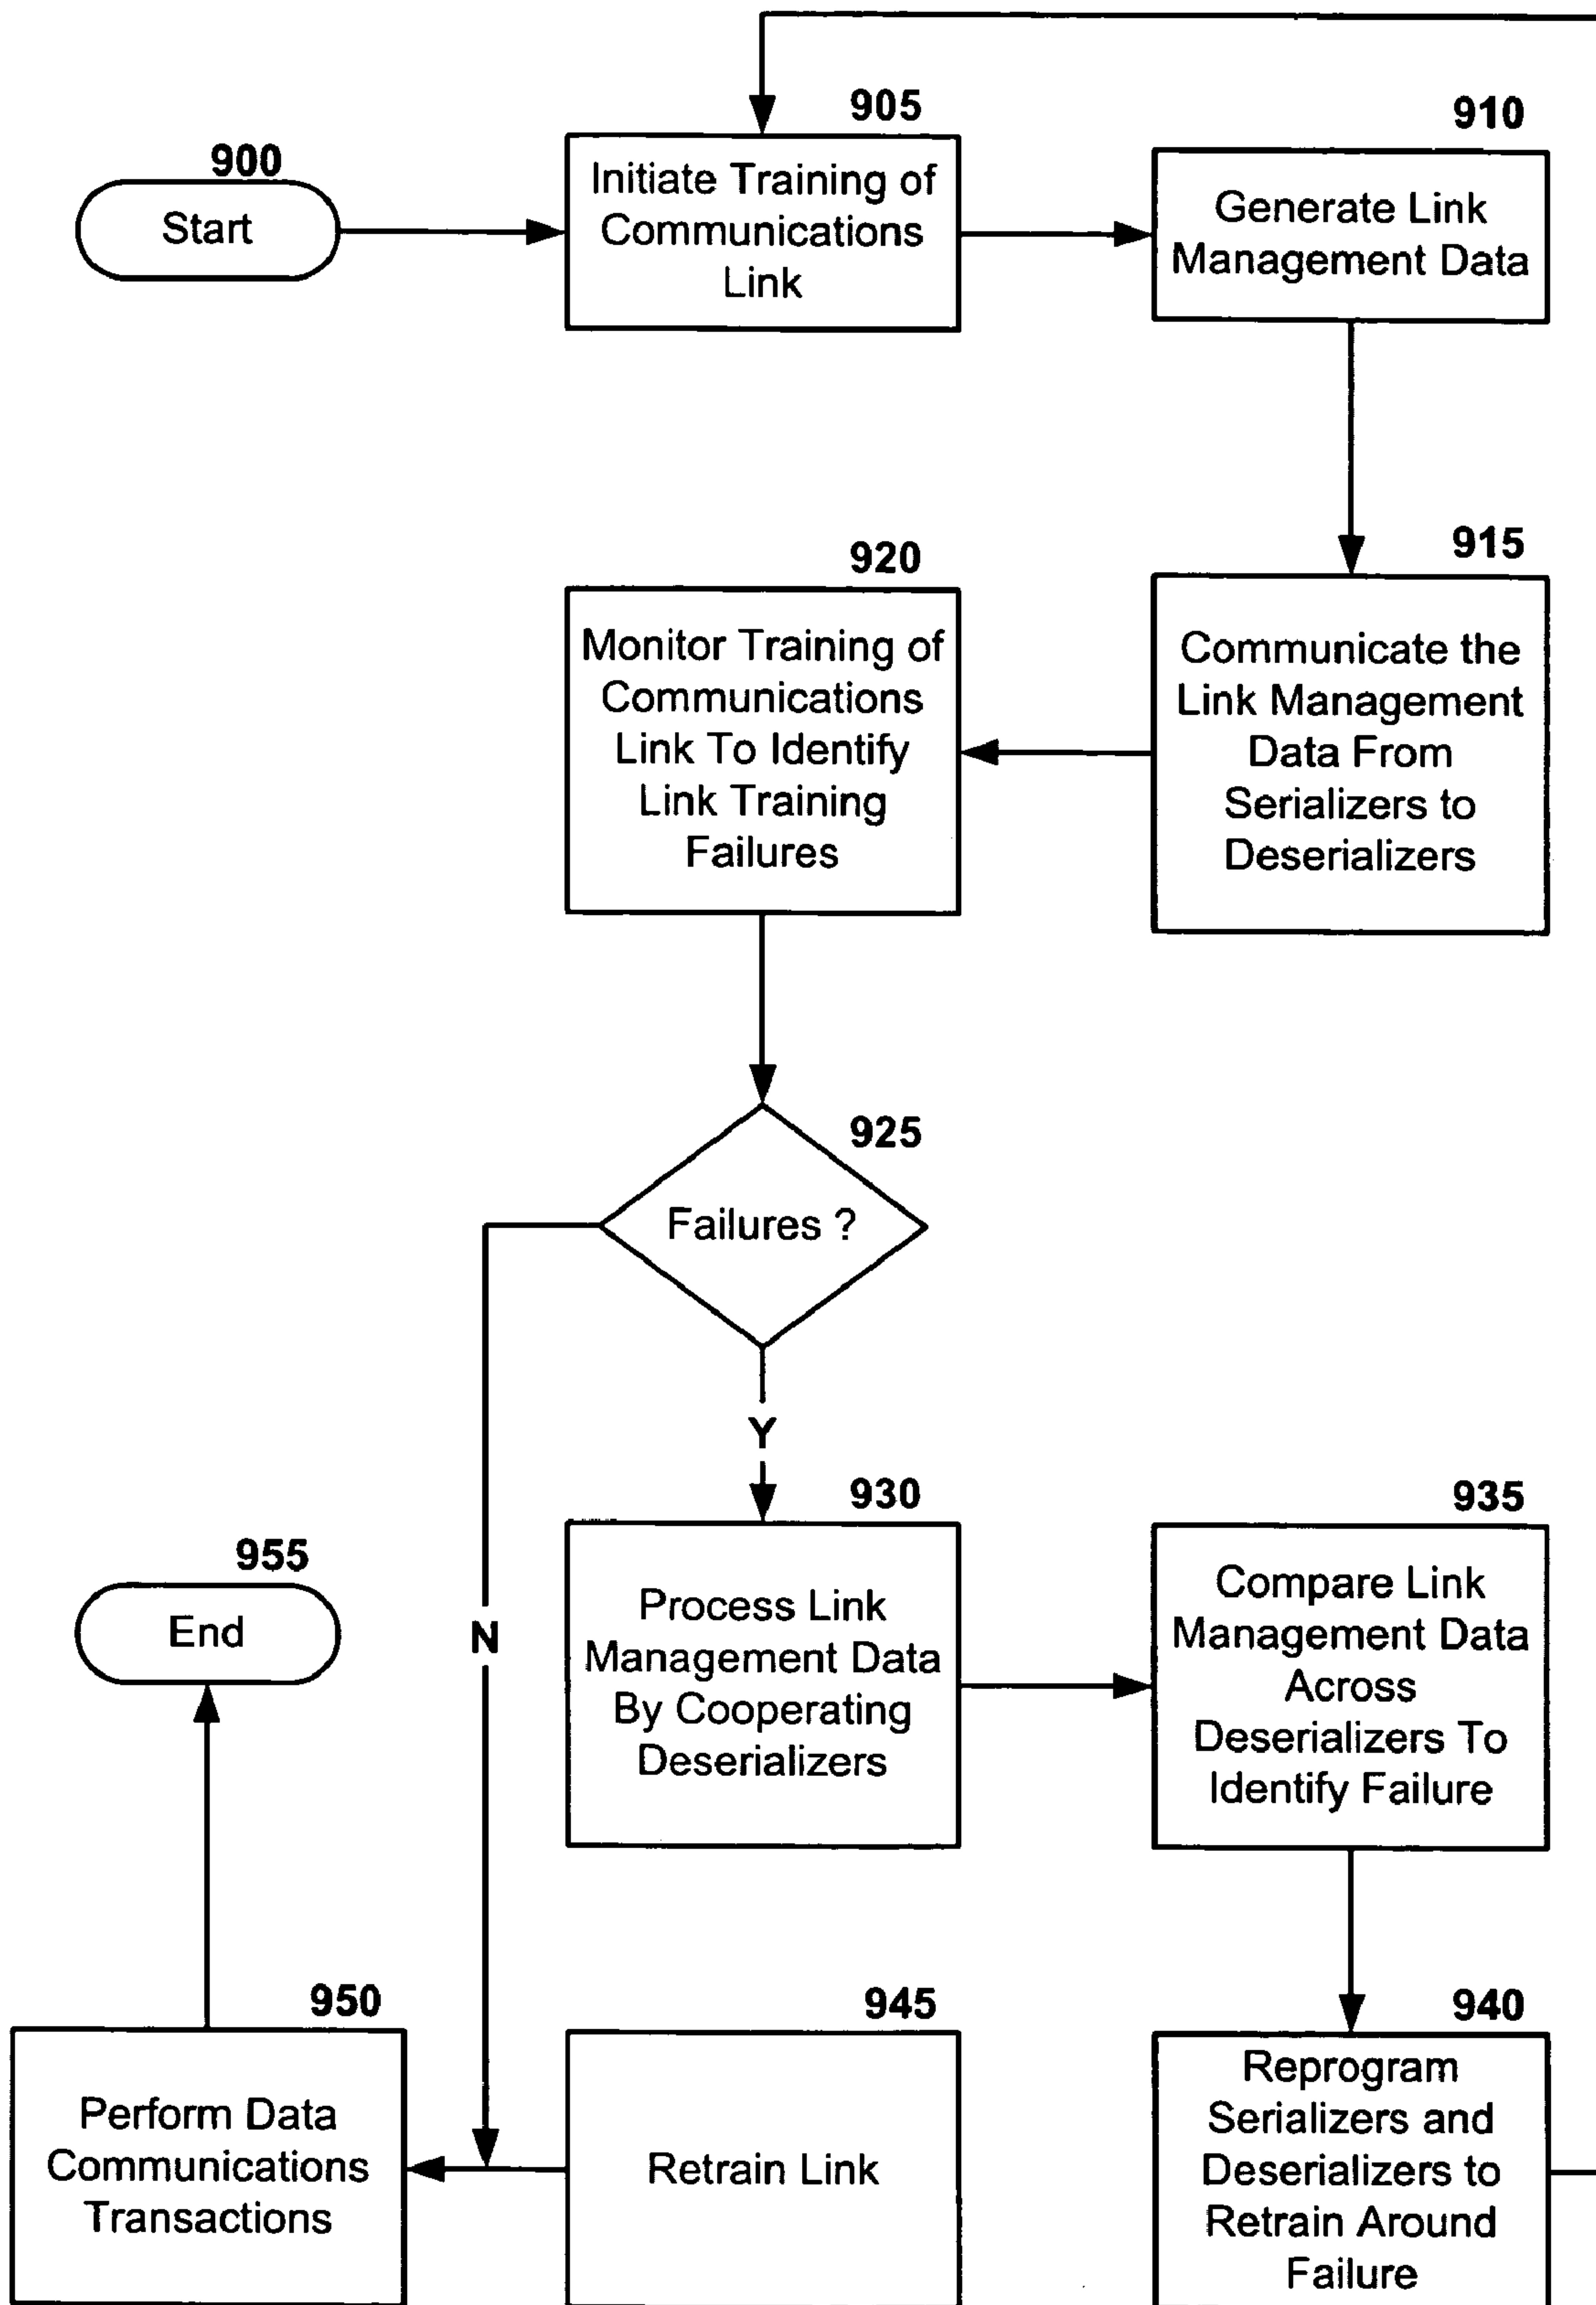 900
Start
905
Initiate Training of
Communications
Link
910
Generate Link
Management Data
915
Communicate the
Link Management
Data From
Serializers to
Deserializers
920
Monitor Training of
Communications
Link To Identify
Link Training
Failures
925
Failures ?
Y
N
930
Process Link
Management Data
By Cooperating
Deserializers
935
Compare Link
Management Data
Across
Deserializers To
Identify Failure
940
Reprogram
Serializers and
Deserializers to
Retrain Around
Failure
945
Retrain Link
950
Perform Data
Communications
Transactions
955
End